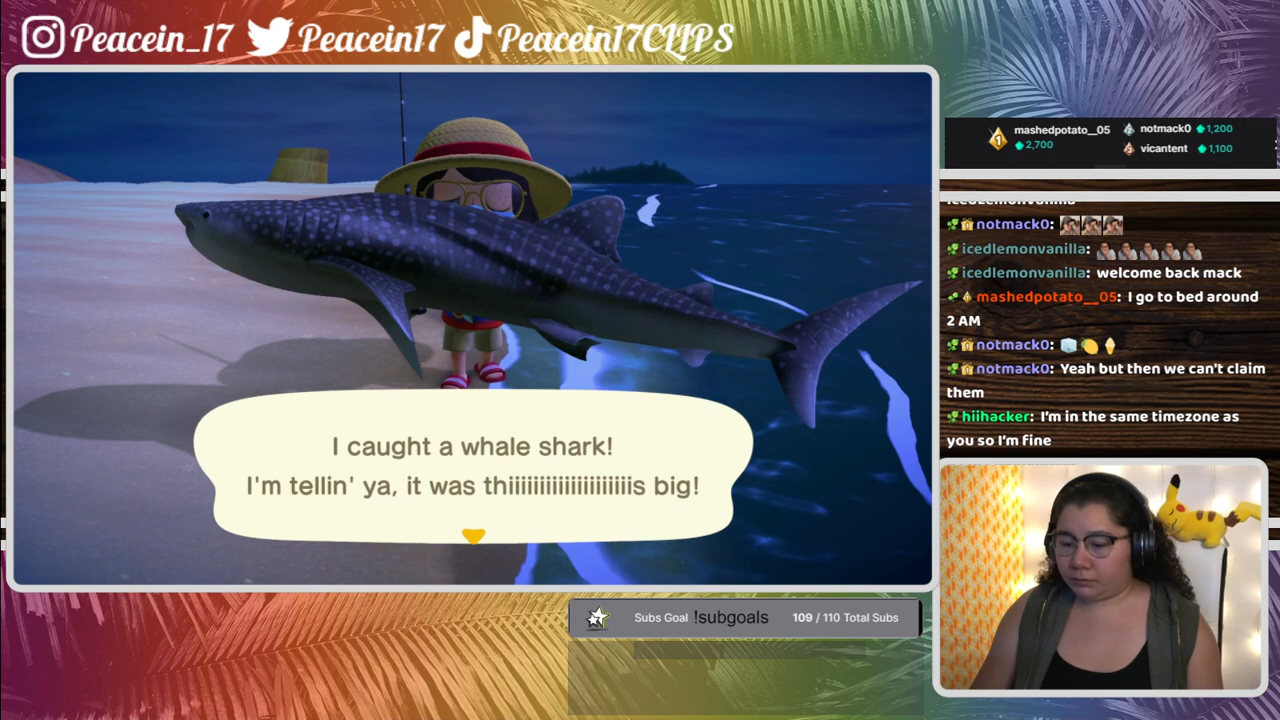 Peacein_17 Peacein17 Peacein17CLIPS
mashedpotato__05
2,700
notmack0 1,200
vicantent 1,100
icedlemonvanilla
notmack0:
icedlemonvanilla:
icedlemonvanilla: welcome back mack
mashedpotato__05: I go to bed around
2 AM
notmack0:
notmack0: Yeah but then we can't claim
them
hiihacker: I'm in the same timezone as
you so I'm fine
I caught a whale shark!
I'm tellin' ya, it was thiiiiiiiiiiiiiiiiiiiiiis big!
Subs Goal !subgoals 109 / 110 Total Subs